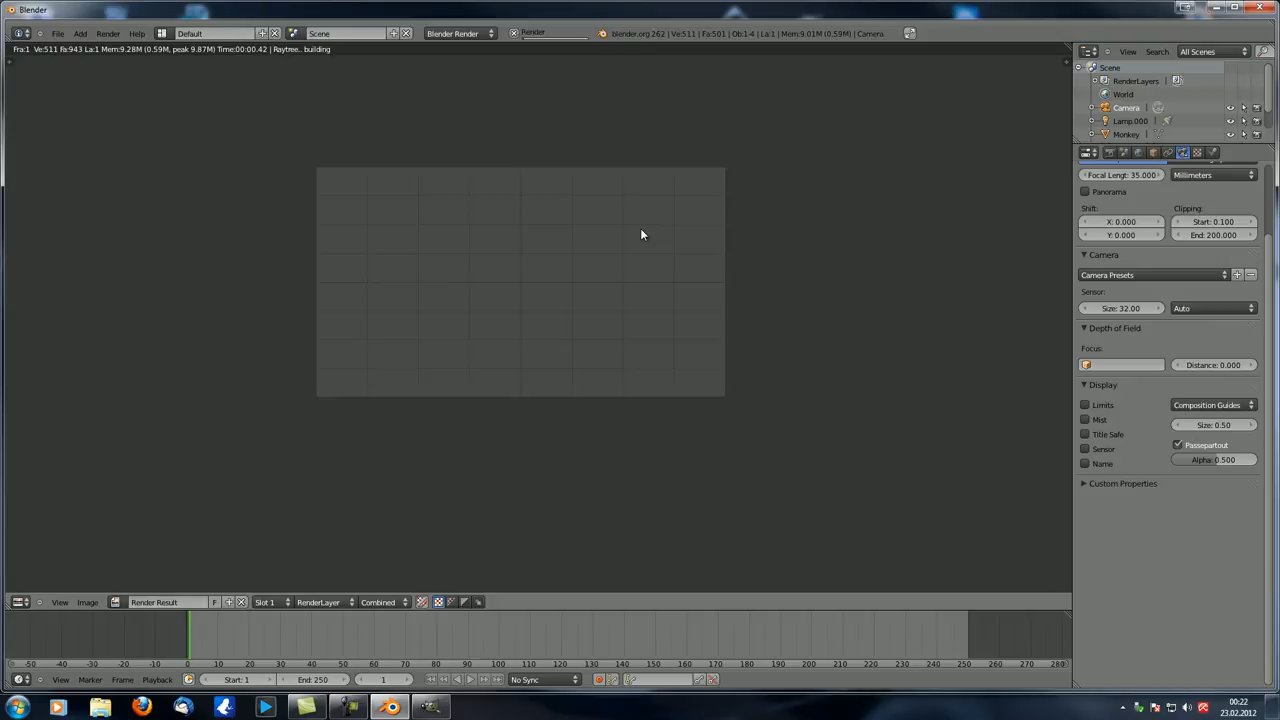 Blender
File Add Render Help Default Scene Blender Render Render blender.org 262 | Ve:511 | Fa:501 | Ob:1-4 | La:1 | Mem:9.01M (0.59M) | Camera
Fra:1 Ve:511 Fa:943 La:1 Mem:9.28M (0.59M, peak 9.87M) Time:00:00.42 | Raytree.. building
View Search All Scenes
Scene
RenderLayers
World
Camera
Lamp.000
Monkey
Focal Lengt: 35.000 Millimeters
Panorama
Shift: Clipping:
X: 0.000 Start: 0.100
Y: 0.000 End: 200.000
Camera
Camera Presets
Sensor:
Size: 32.00 Auto
Depth of Field
Focus:
Distance: 0.000
Display
Limits Composition Guides
Mist Size: 0.50
Title Safe Passepartout
Sensor Alpha: 0.500
Name
Custom Properties
View Image Render Result F Slot 1 RenderLayer Combined
-50 -40 -30 -20 -10 0 10 20 30 40 50 60 70 80 90 100 110 120 130 140 150 160 170 180 190 200 210 220 230 240 250 260 270 280
View Marker Frame Playback Start: 1 End: 250 1 No Sync
00:22
23.02.2012